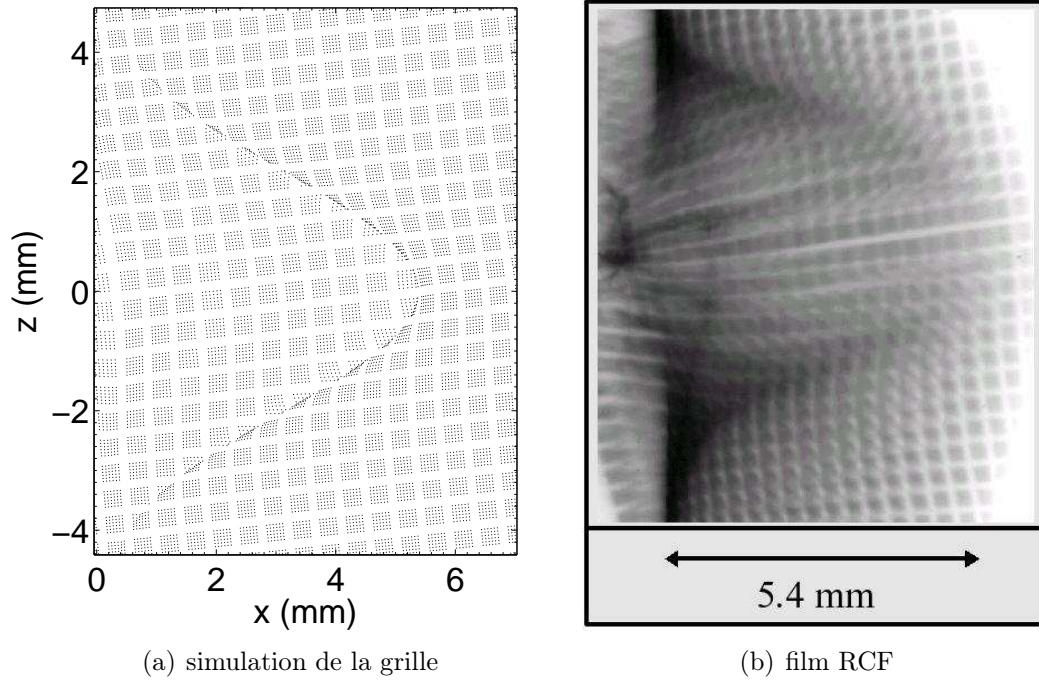 4
2
0
−2
−4
z (mm)
0 2 4 6
x (mm)
5.4 mm
(a) simulation de la grille
(b) film RCF